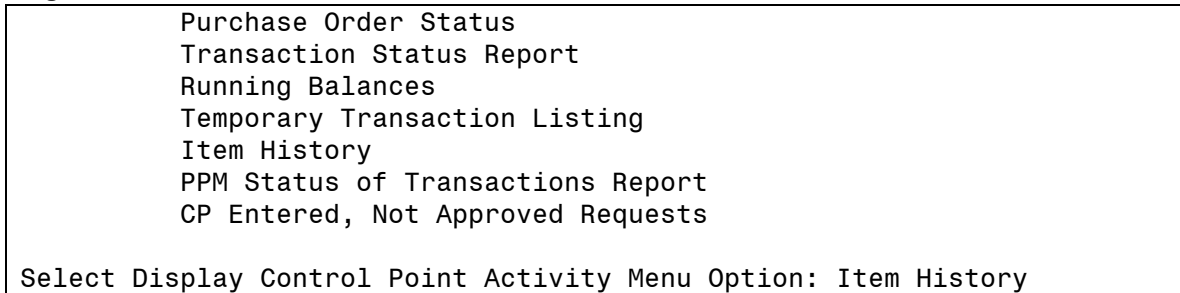 Purchase Order Status
Transaction Status Report
Running Balances
Temporary Transaction Listing
Item History
PPM Status of Transactions Report
CP Entered, Not Approved Requests
Select Display Control Point Activity Menu Option: Item History